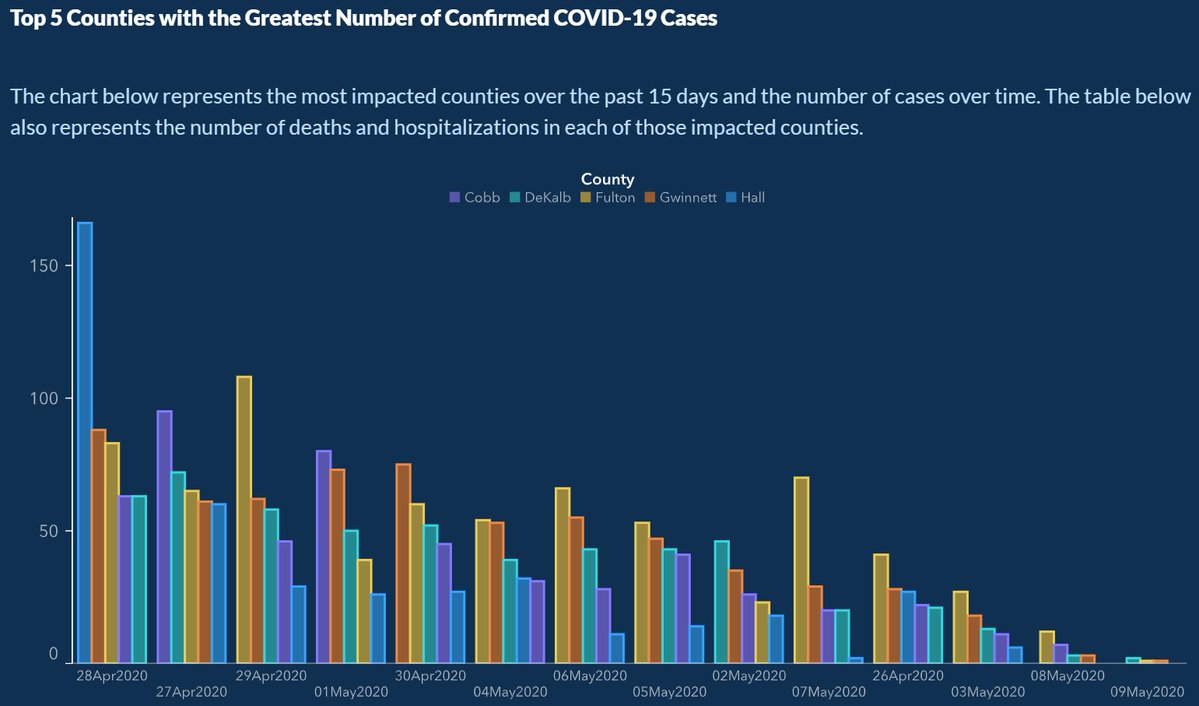 Top 5 Counties with the Greatest Number of Confirmed COVID-19 Cases
The chart below represents the most impacted counties over the past 15 days and the number of cases over time. The table below
also represents the number of deaths and hospitalizations in each of those impacted counties.
County
Cobb DeKalb Fulton Gwinnett Hall
150
100
50
0
28Apr2020 29Apr2020 30Apr2020 06May2020 02May2020 26Apr2020 08May2020
27Apr2020 01May2020 04May2020 05May2020 07May2020 03May2020 09May2020